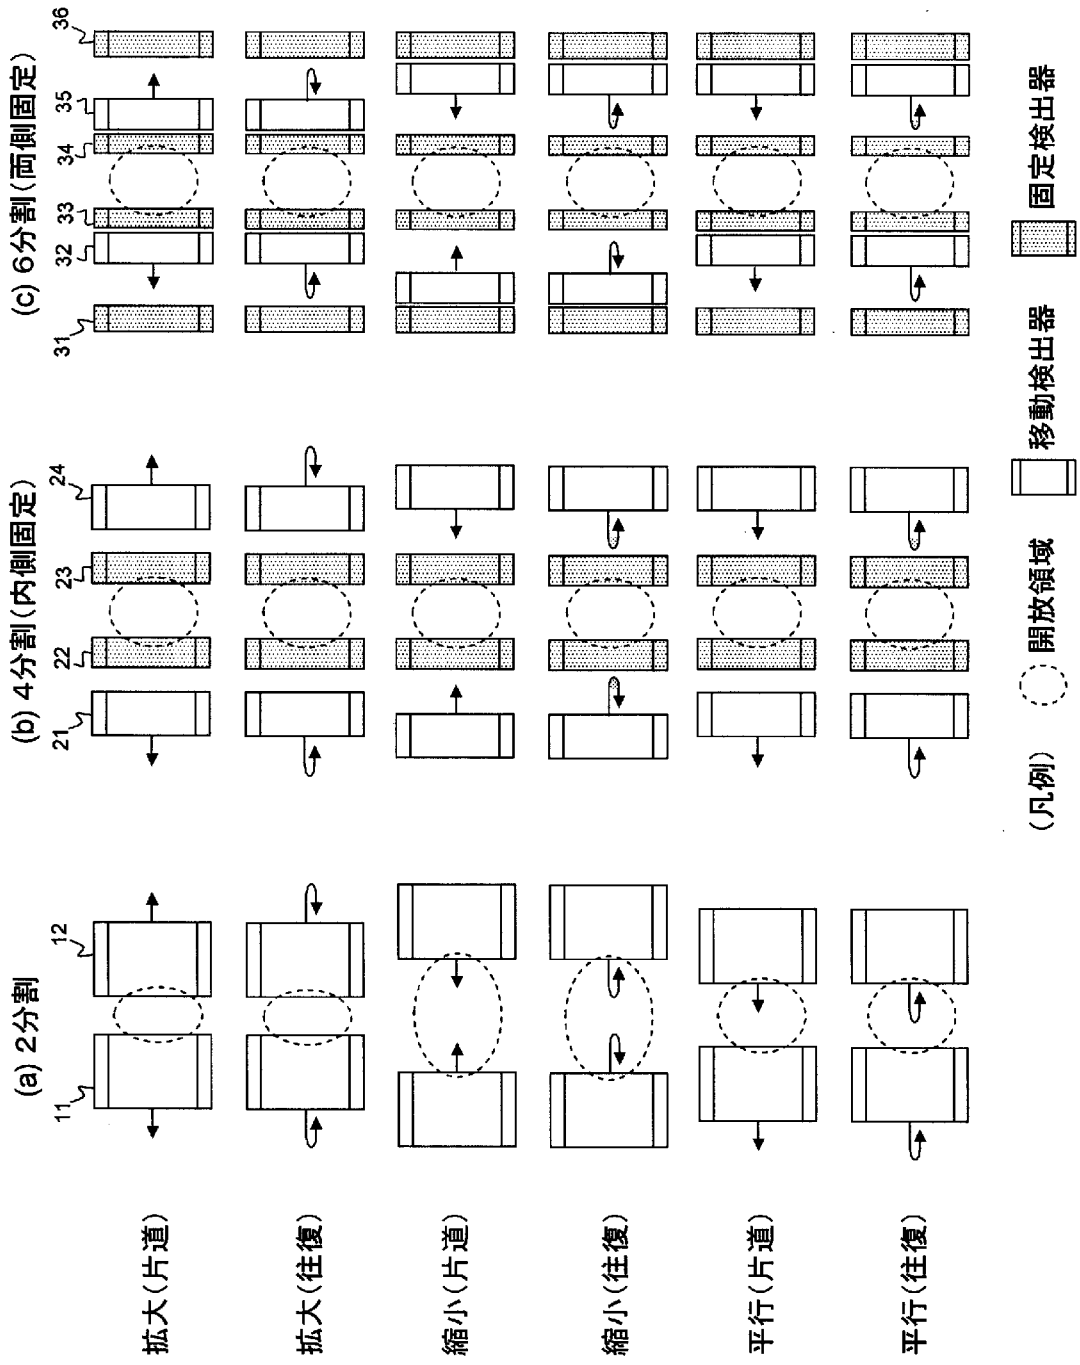 (a) 2分割
(b) 4分割(内側固定)
(c) 6分割(両側固定)
11
12
21
22
23
24
31
32
33
34
35
36
拡大(片道)
拡大(往復)
縮小(片道)
縮小(往復)
平行(片道)
平行(往復)
(凡例)
開放領域
移動検出器
固定検出器